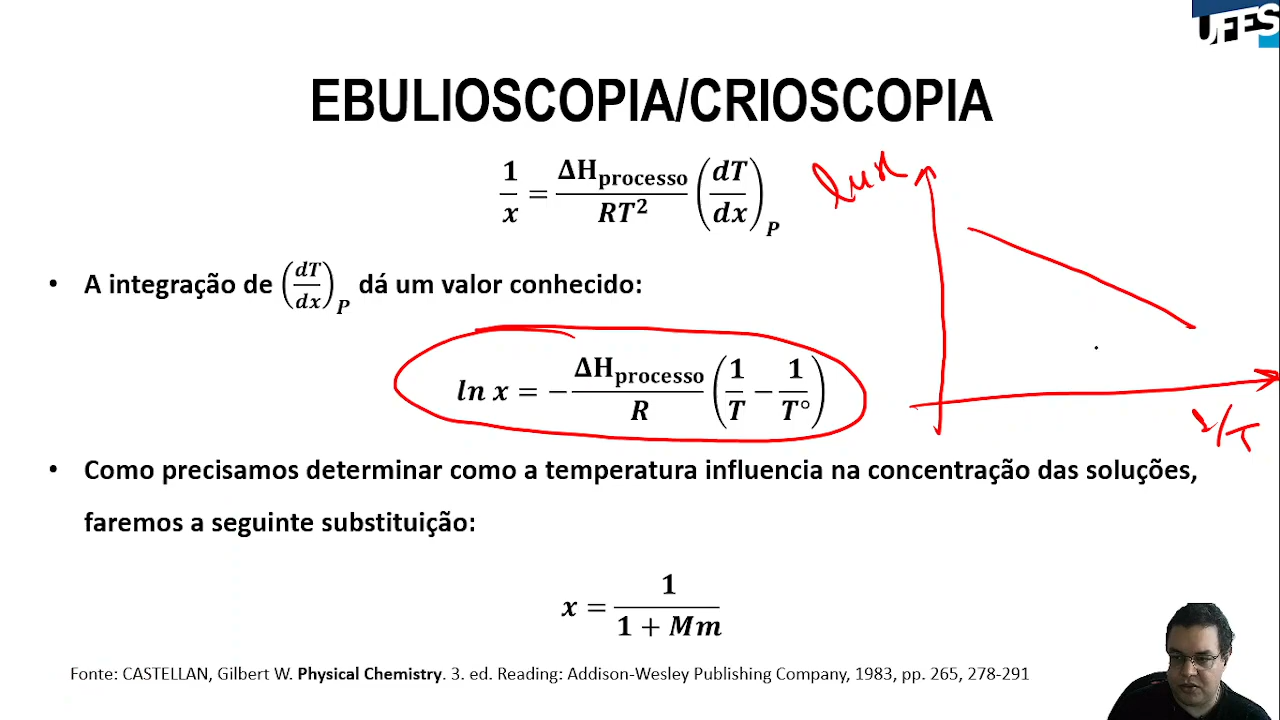 UFES
EBULIOSCOPIA/CRIOSCOPIA
1/x = ΔH_processo/RT² (dT/dx)_P
ln x
• A integração de (dT/dx)_P dá um valor conhecido:
ln x = −ΔH_processo/R (1/T − 1/T°)
1/T
• Como precisamos determinar como a temperatura influencia na concentração das soluções,
faremos a seguinte substituição:
x = 1/(1 + Mm)
Fonte: CASTELLAN, Gilbert W. Physical Chemistry. 3. ed. Reading: Addison-Wesley Publishing Company, 1983, pp. 265, 278-291